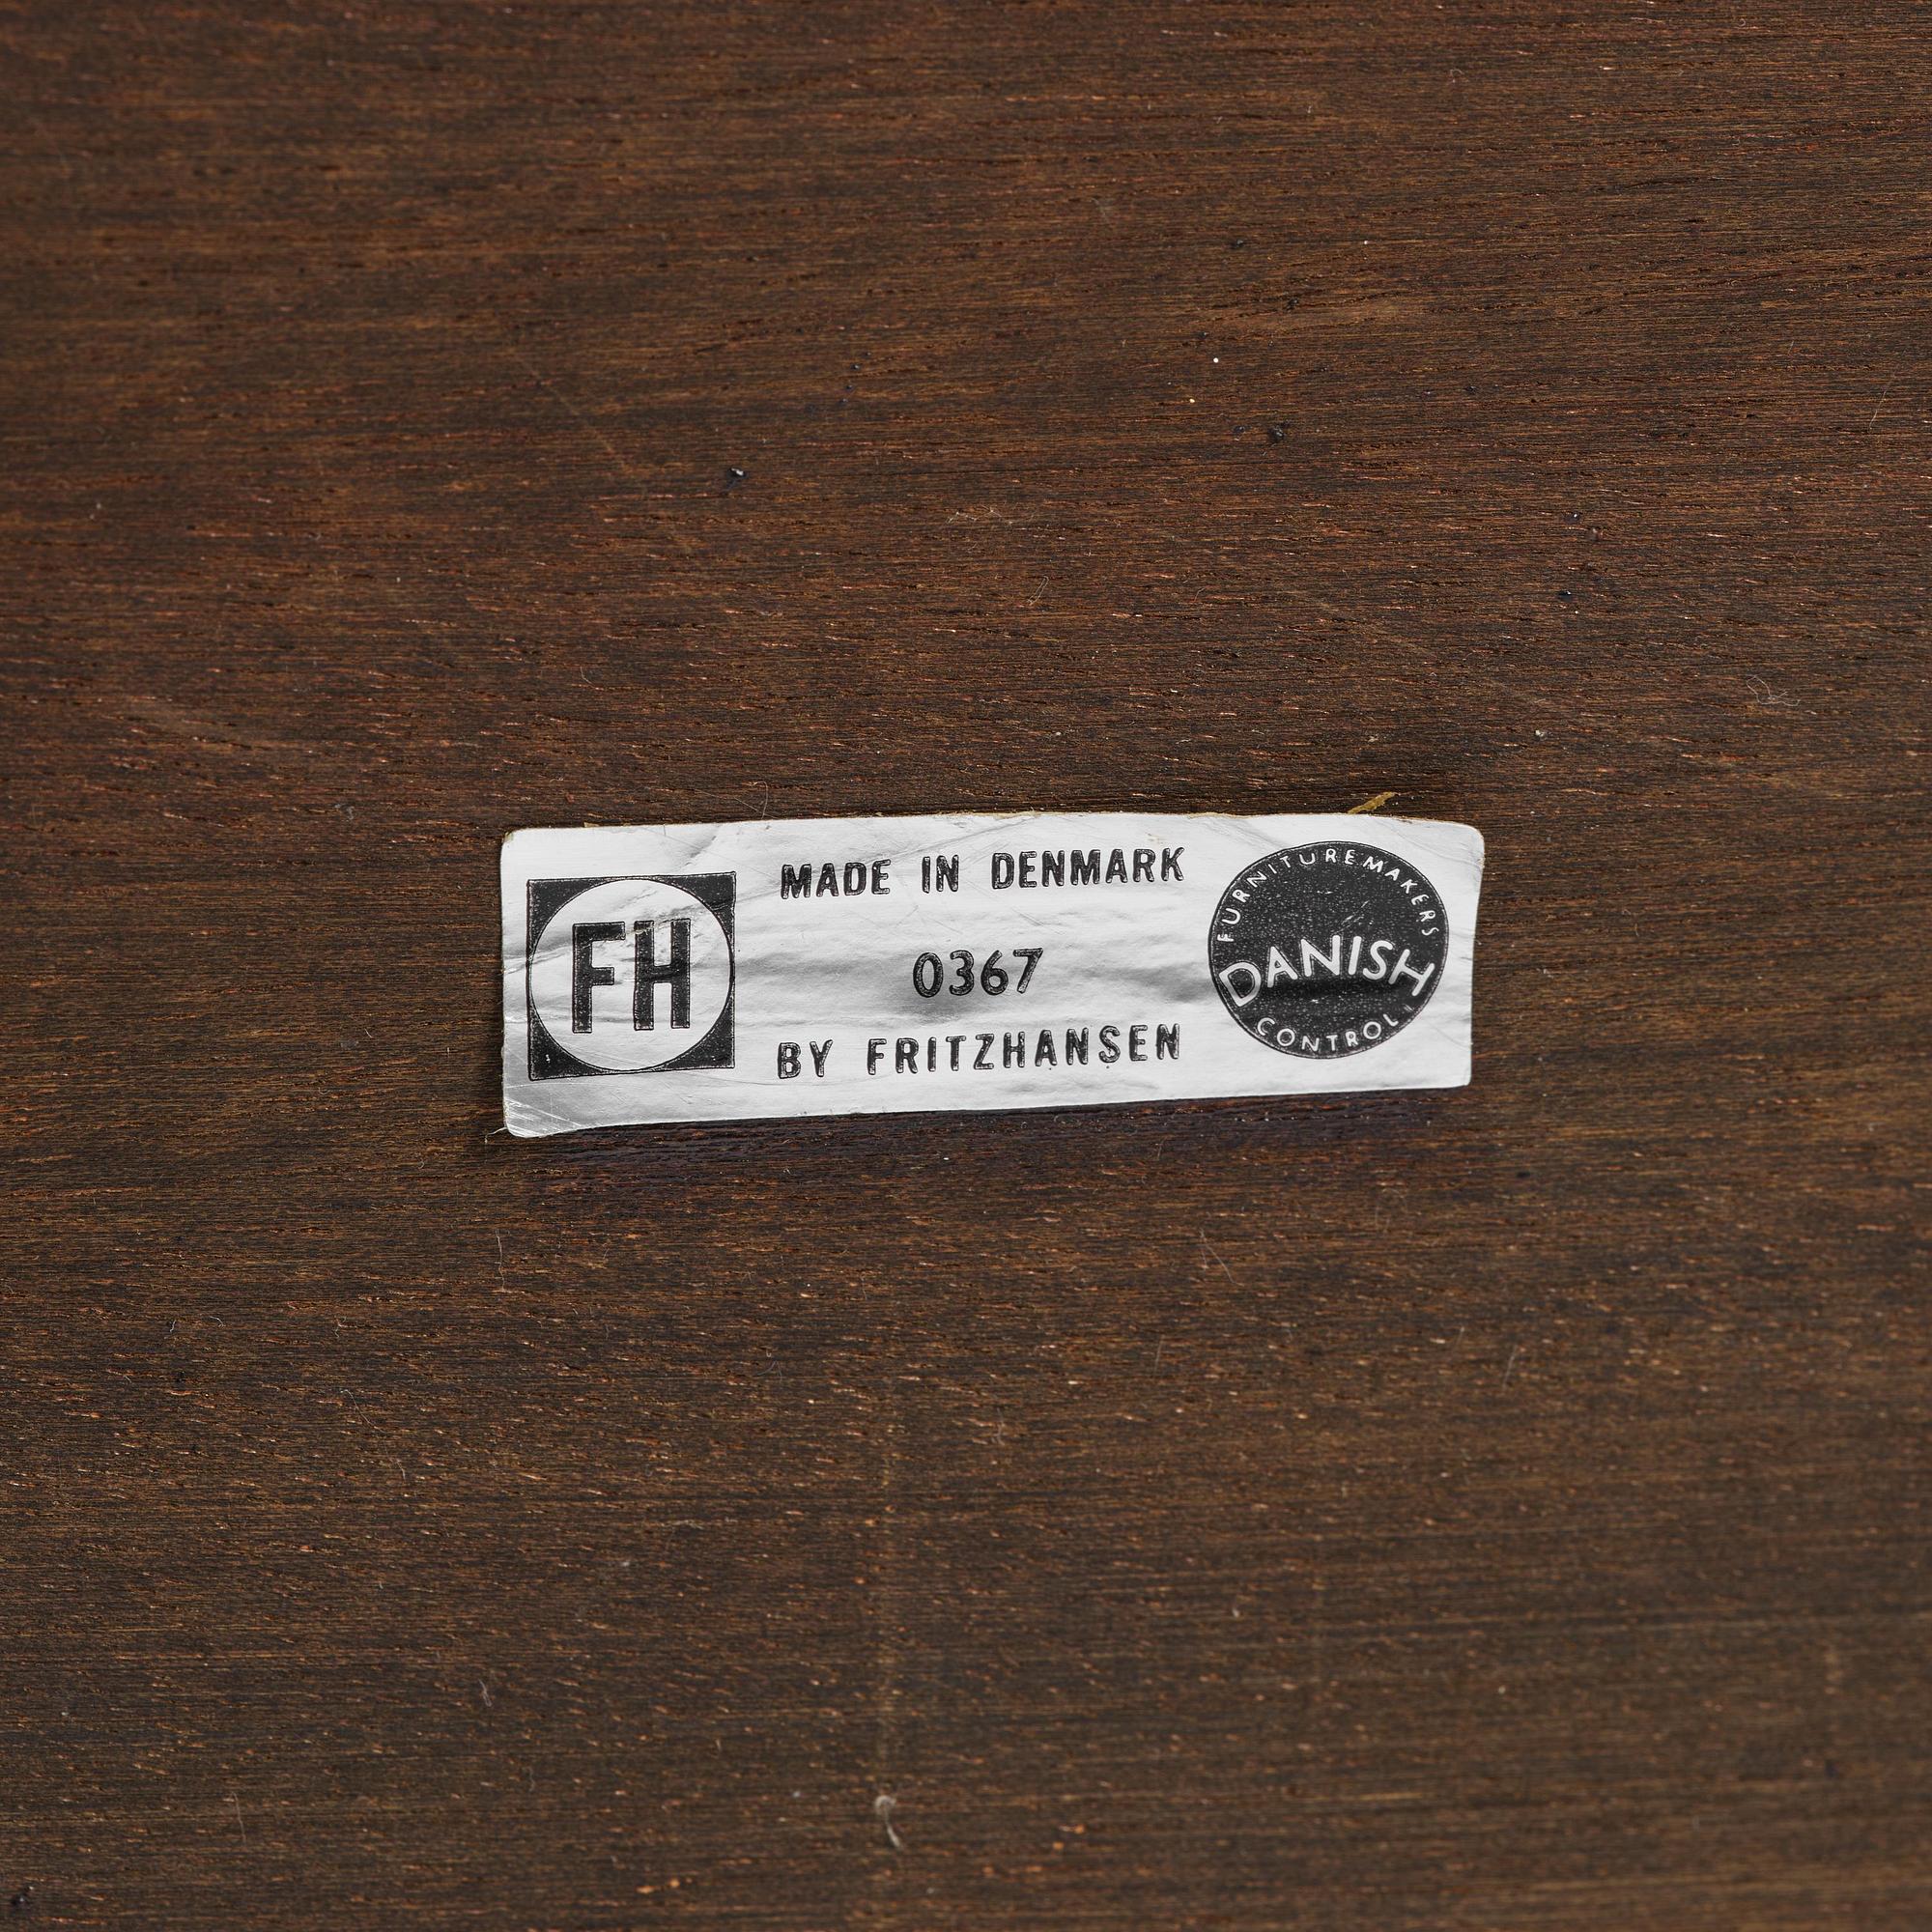 FH
MADE IN DENMARK
0367
BY FRITZHANSEN
FURNITUREMAKERS
DANISH
CONTROL